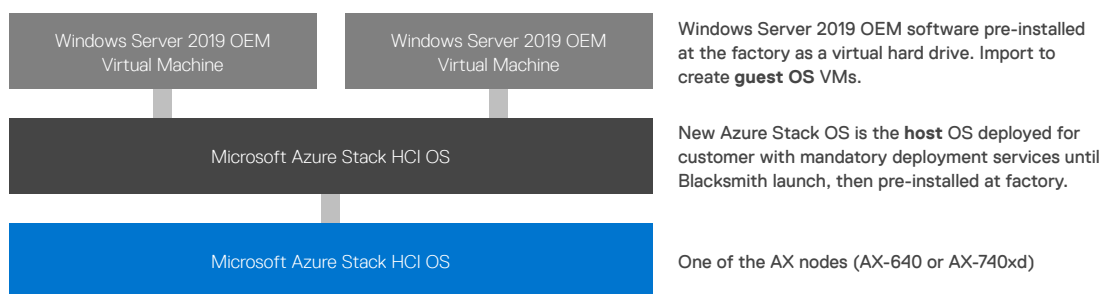 Windows Server 2019 OEM
Virtual Machine
Windows Server 2019 OEM
Virtual Machine
Windows Server 2019 OEM software pre-installed
at the factory as a virtual hard drive. Import to
create guest OS VMs.
Microsoft Azure Stack HCI OS
New Azure Stack OS is the host OS deployed for
customer with mandatory deployment services until
Blacksmith launch, then pre-installed at factory.
Microsoft Azure Stack HCI OS
One of the AX nodes (AX-640 or AX-740xd)